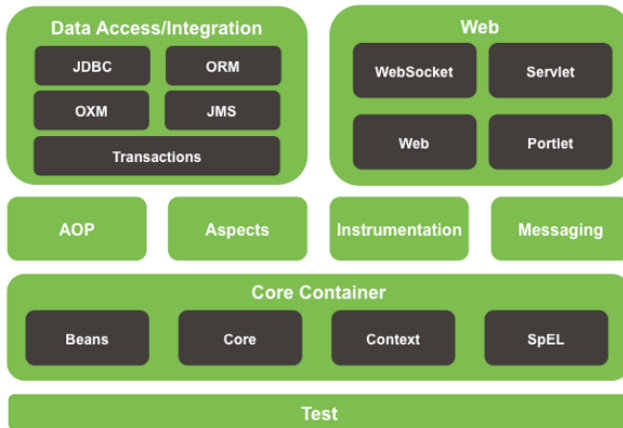 Data Access/Integration
JDBC
ORM
OXM
JMS
Transactions
Web
WebSocket
Servlet
Web
Portlet
AOP
Aspects
Instrumentation
Messaging
Core Container
Beans
Core
Context
SpEL
Test